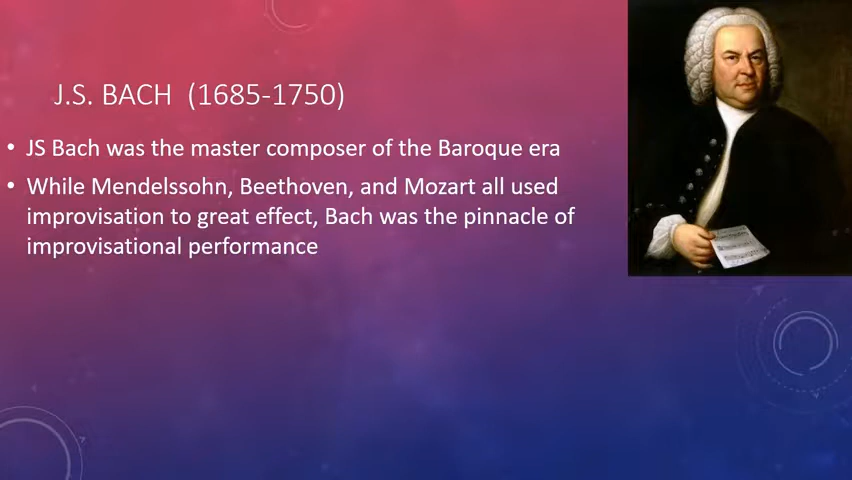 J.S. BACH (1685-1750)
• JS Bach was the master composer of the Baroque era
• While Mendelssohn, Beethoven, and Mozart all used
improvisation to great effect, Bach was the pinnacle of
improvisational performance